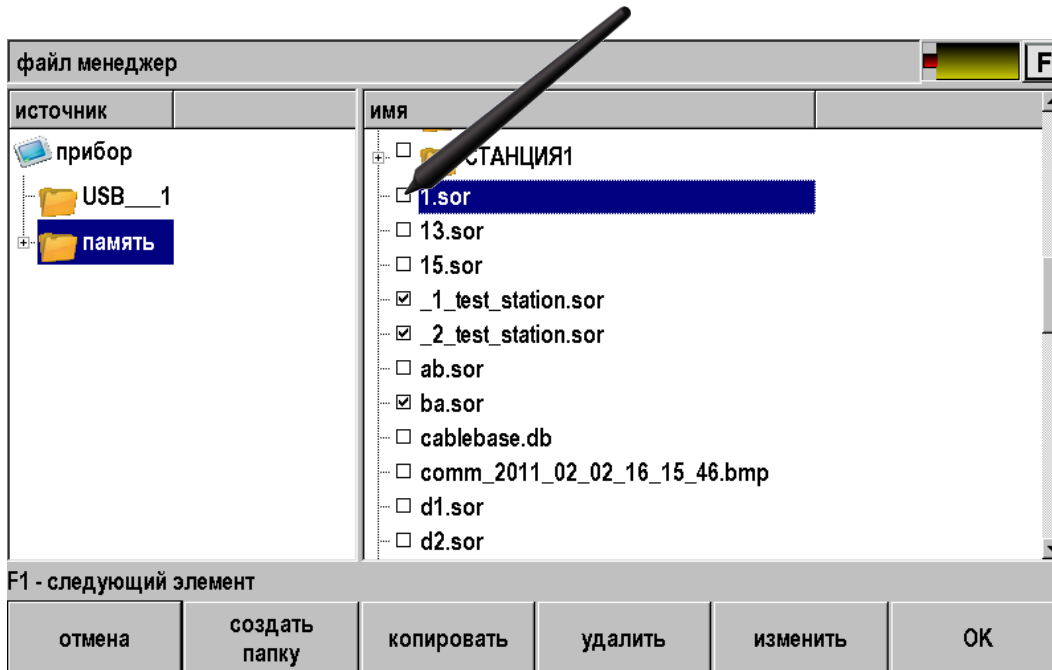 файл менеджер
F
источник
имя
прибор
USB___1
память
СТАНЦИЯ1
1.sor
13.sor
15.sor
_1_test_station.sor
_2_test_station.sor
ab.sor
ba.sor
cablebase.db
comm_2011_02_02_16_15_46.bmp
d1.sor
d2.sor
F1 - следующий элемент
отмена
создать
папку
копировать
удалить
изменить
OK